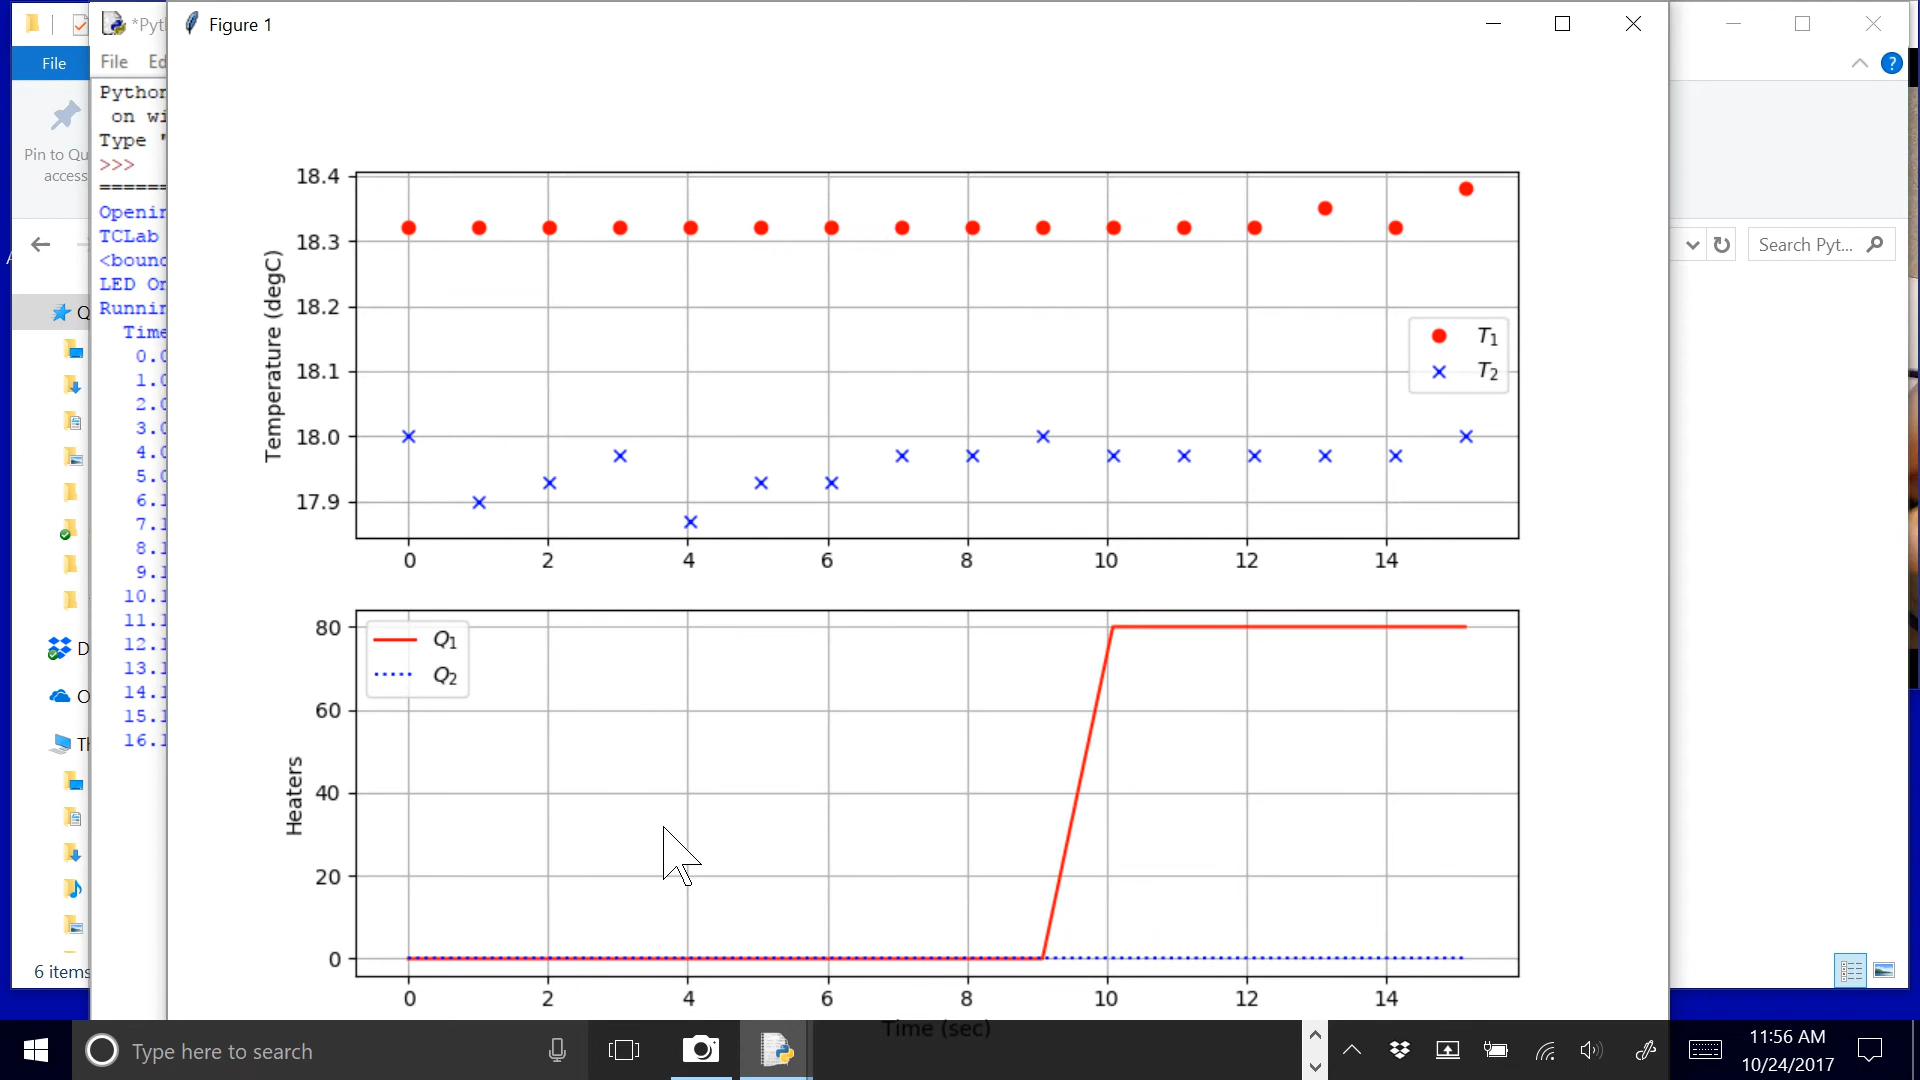 *Pyth
Figure 1
File
File
Ed
Python
on wi
Type "
>>>
=======
Pin to Qu
access
Openin
TCLab
<bounc
LED On
Runnin
Time
0.0
1.0
2.0
3.0
4.0
5.0
6.1
7.1
8.1
9.1
10.1
11.1
12.1
13.1
14.1
15.1
16.1
6 items
Search Pyt...
?
18.4
18.3
18.2
18.1
18.0
17.9
Temperature (degC)
T1
T2
0 2 4 6 8 10 12 14
80
60
40
20
0
Heaters
Q1
Q2
0 2 4 6 8 10 12 14
Time (sec)
Type here to search
11:56 AM
10/24/2017